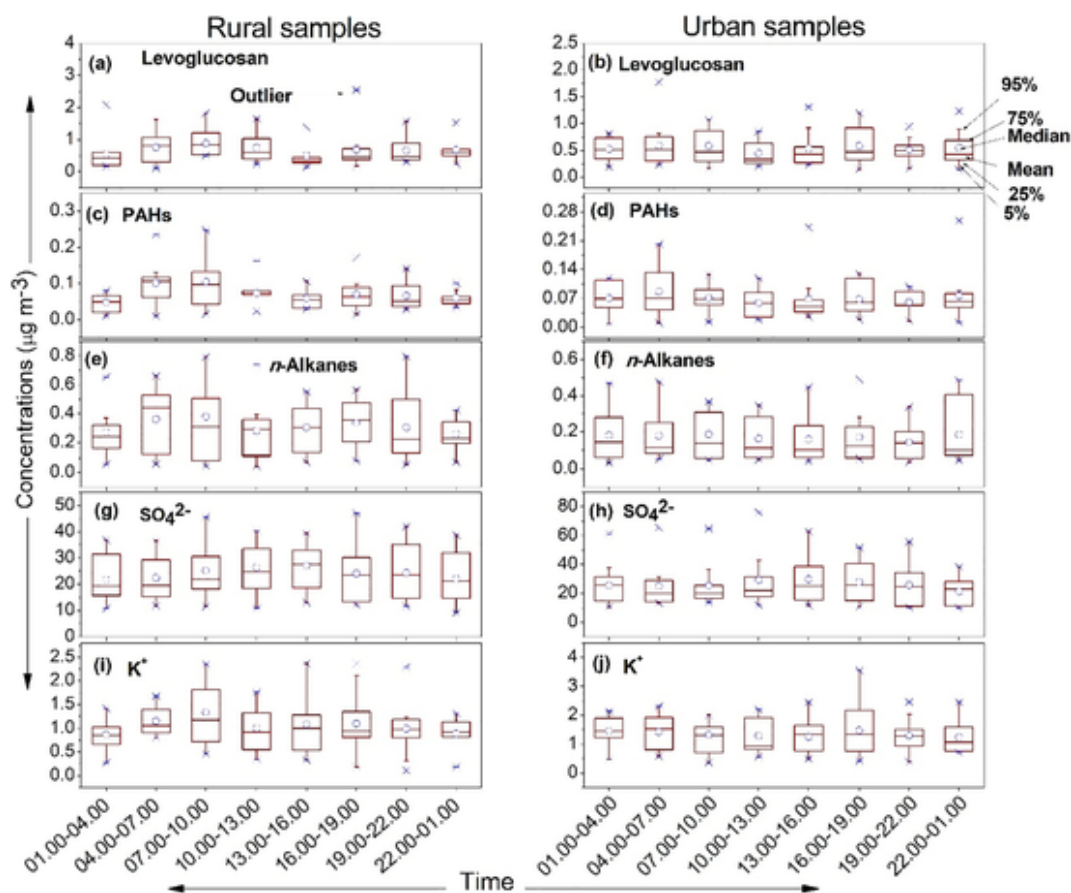 Rural samples
Urban samples
Concentrations (μg m-3)
(a)
Levoglucosan
Outlier
4
3
2
1
0
(b)
Levoglucosan
2.5
2.0
1.5
1.0
0.5
0.0
95%
75%
Median
Mean
25%
5%
(c)
PAHs
0.3
0.2
0.1
0.0
(d)
PAHs
0.28
0.21
0.14
0.07
0.00
(e)
n-Alkanes
0.8
0.6
0.4
0.2
0.0
(f)
n-Alkanes
0.6
0.4
0.2
0.0
(g)
SO₄²⁻
50
40
30
20
10
0
(h)
SO₄²⁻
80
60
40
20
0
(i)
K⁺
2.5
2.0
1.5
1.0
0.5
0.0
(j)
K⁺
4
3
2
1
0
01.00-04.00
04.00-07.00
07.00-10.00
10.00-13.00
13.00-16.00
16.00-19.00
19.00-22.00
22.00-01.00
01.00-04.00
04.00-07.00
07.00-10.00
10.00-13.00
13.00-16.00
16.00-19.00
19.00-22.00
22.00-01.00
Time